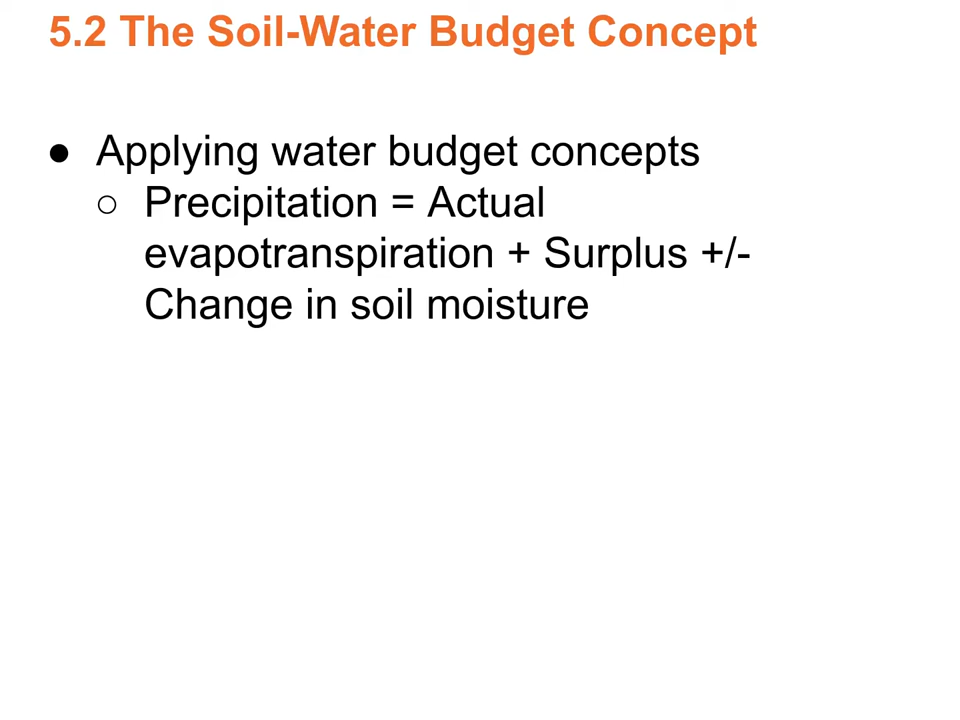 5.2 The Soil-Water Budget Concept
● Applying water budget concepts
○ Precipitation = Actual
evapotranspiration + Surplus +/-
Change in soil moisture